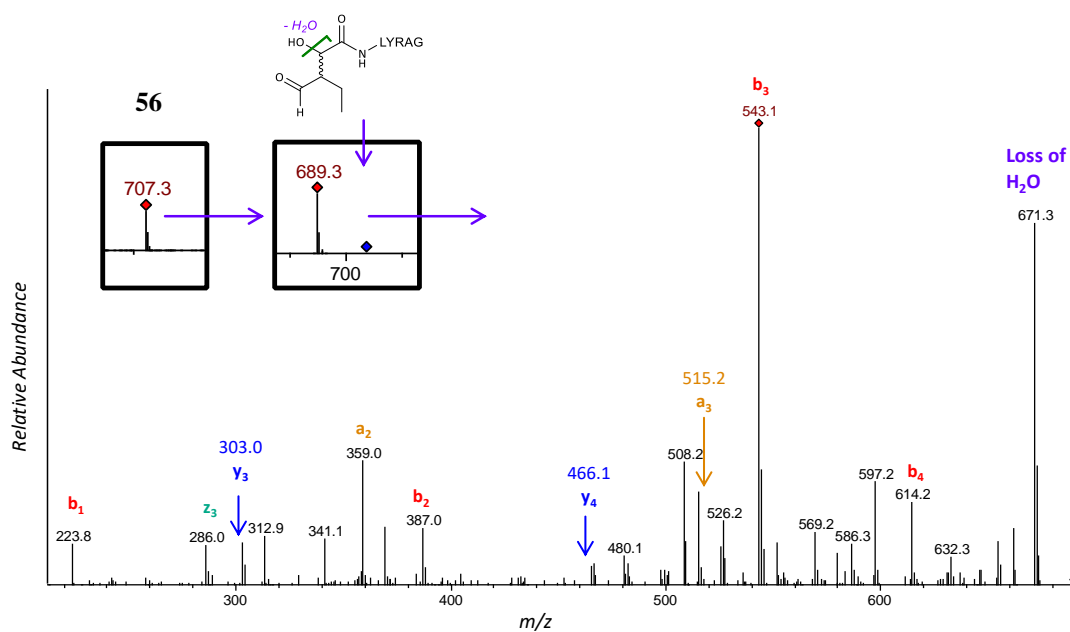 - H2O
O
HO
N
H
LYRAG
O
H
56
707.3
689.3
700
b3
543.1
Loss of
H2O
671.3
Relative Abundance
515.2
a3
a2
359.0
303.0
y3
466.1
y4
508.2
597.2
b4
614.2
b1
223.8
z3
286.0
312.9
341.1
b2
387.0
480.1
526.2
569.2
586.3
632.3
300
400
500
600
m/z